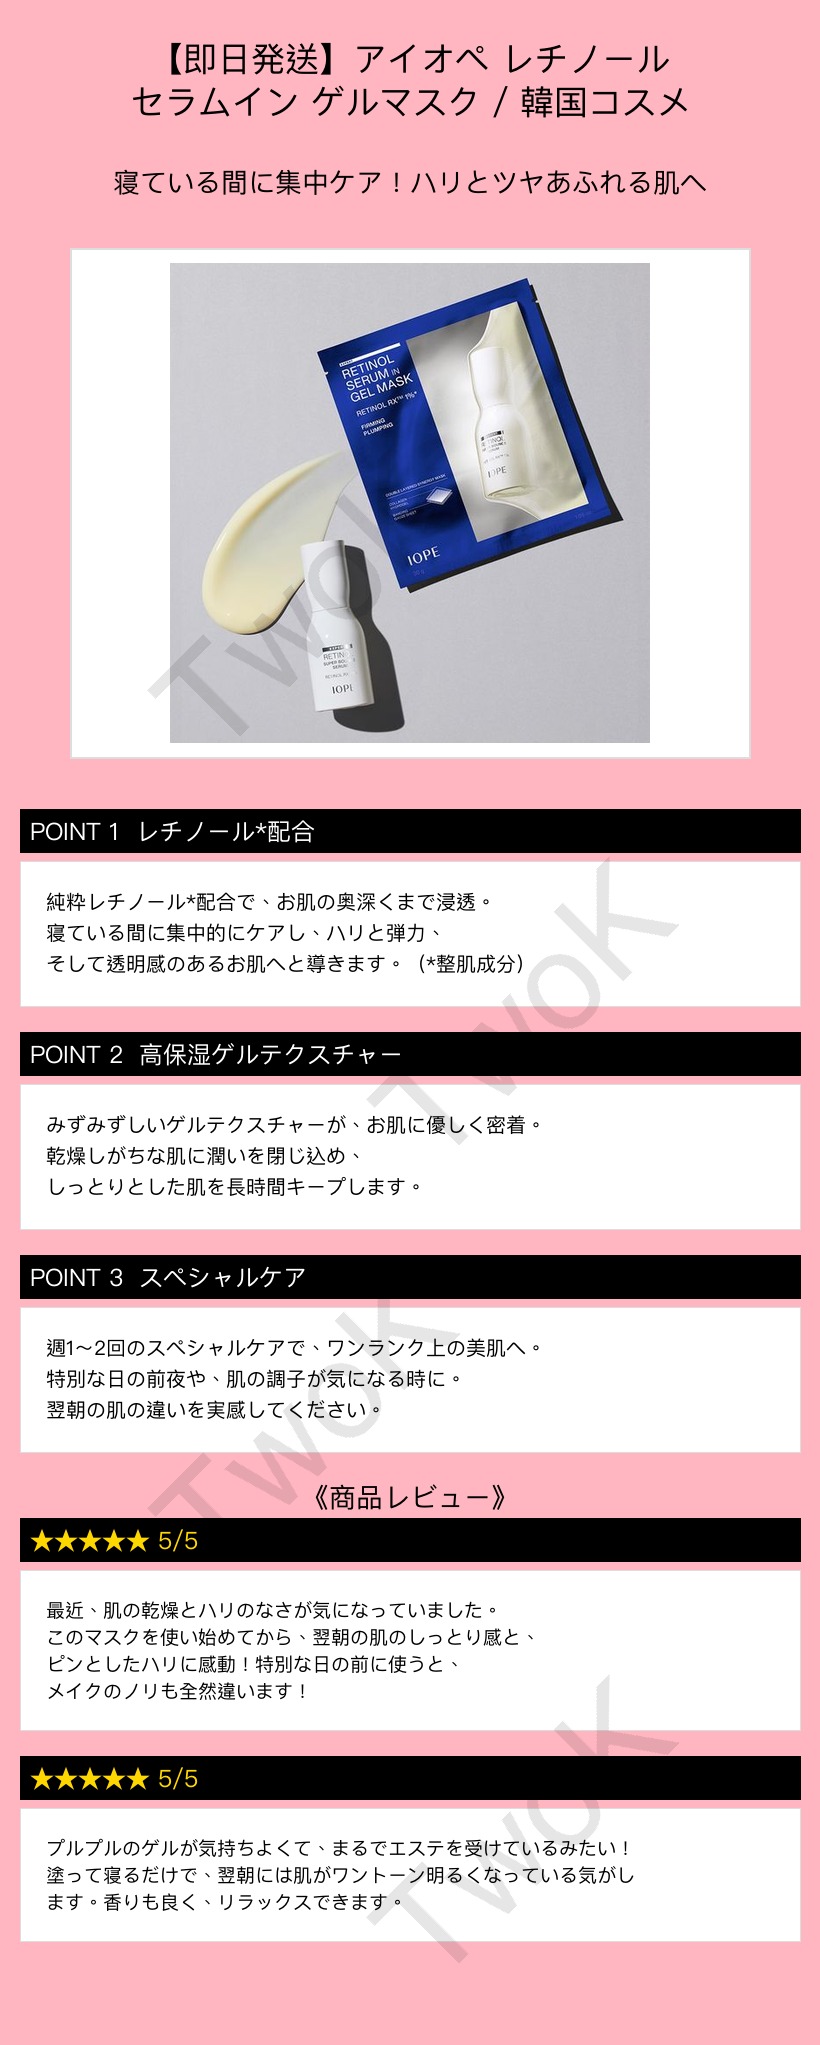 【即日発送】アイオペ レチノール
セラムイン ゲルマスク / 韓国コスメ
寝ている間に集中ケア！ハリとツヤあふれる肌へ
RETINOL
SERUM IN
GEL MASK
RETINOL RX™ 1%*
FIRMING
PLUMPING
DOUBLE LAYERED SYNERGY MASK
IOPE
IOPE
EXPERT
SERUM
IOPE
TwoK
POINT 1 レチノール*配合
純粋レチノール*配合で、お肌の奥深くまで浸透。
寝ている間に集中的にケアし、ハリと弾力、
そして透明感のあるお肌へと導きます。 (*整肌成分)
TwoK
POINT 2 高保湿ゲルテクスチャー
みずみずしいゲルテクスチャーが、お肌に優しく密着。
乾燥しがちな肌に潤いを閉じ込め、
しっとりとした肌を長時間キープします。
POINT 3 スペシャルケア
週1～2回のスペシャルケアで、ワンランク上の美肌へ。
特別な日の前夜や、肌の調子が気になる時に。
翌朝の肌の違いを実感してください。
TwoK
《商品レビュー》
★★★★★ 5/5
最近、肌の乾燥とハリのなさが気になっていました。
このマスクを使い始めてから、翌朝の肌のしっとり感と、
ピンとしたハリに感動！特別な日の前に使うと、
メイクのノリも全然違います！
★★★★★ 5/5
プルプルのゲルが気持ちよくて、まるでエステを受けているみたい！
塗って寝るだけで、翌朝には肌がワントーン明るくなっている気がし
ます。香りも良く、リラックスできます。
TwoK